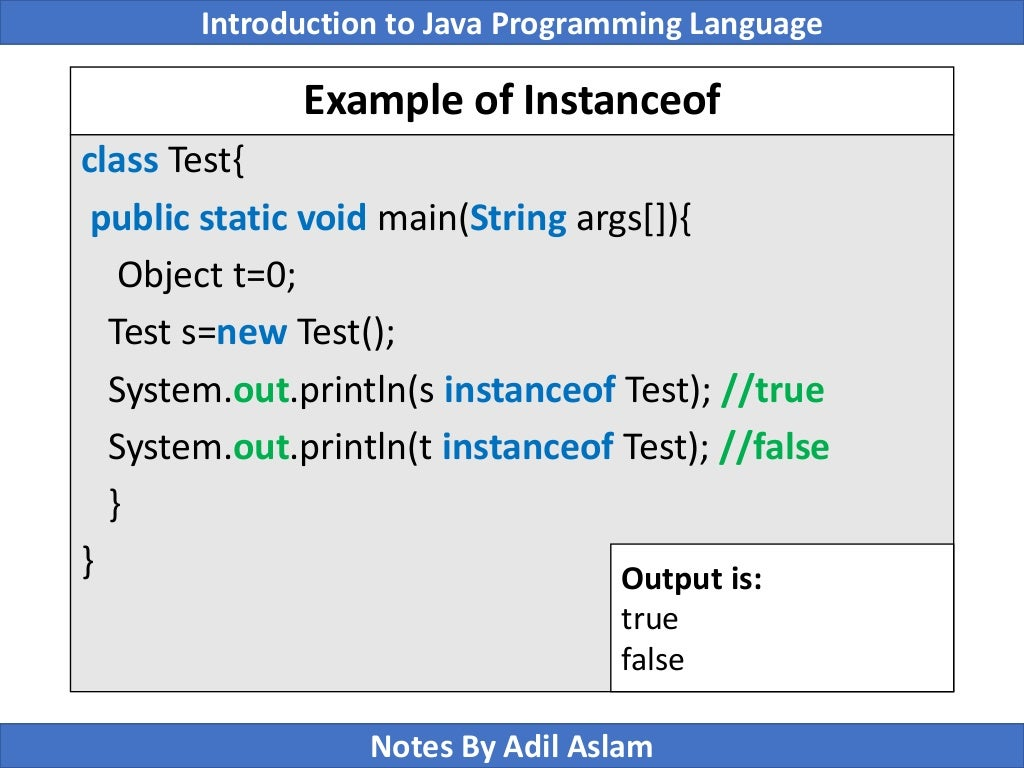 Introduction to Java Programming Language
Example of Instanceof
class Test{
public static void main(String args[]){
Object t=0;
Test s=new Test();
System.out.println(s instanceof Test); //true
System.out.println(t instanceof Test); //false
}
}
Output is:
true
false
Notes By Adil Aslam